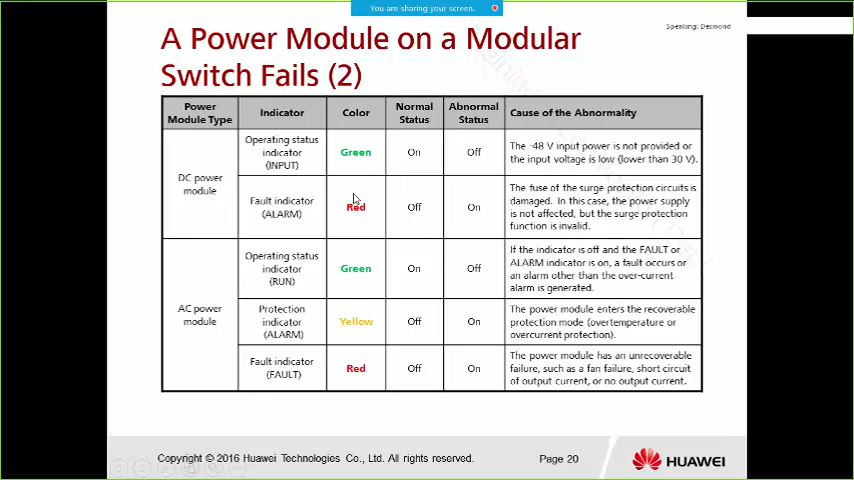 You are sharing your screen.
Speking: Desmond
A Power Module on a Modular
Switch Fails (2)
Power
Module Type
Indicator
Color
Normal
Status
Abnormal
Status
Cause of the Abnormality
DC power
module
Operating status
indicator
(INPUT)
Green
On
Off
The -48 V input power is not provided or
the input voltage is low (lower than 30 V).
Fault indicator
(ALARM)
Red
Off
On
The fuse of the surge protection circuits is
damaged. In this case, the power supply
is not affected, but the surge protection
function is invalid.
AC power
module
Operating status
indicator
(RUN)
Green
On
Off
If the indicator is off and the FAULT or
ALARM indicator is on, a fault occurs or
an alarm other than the over-current
alarm is generated.
Protection
indicator
(ALARM)
Yellow
Off
On
The power module enters the recoverable
protection mode (overtemperature or
overcurrent protection).
Fault indicator
(FAULT)
Red
Off
On
The power module has an unrecoverable
failure, such as a fan failure, short circuit
of output current, or no output current.
Copyright © 2016 Huawei Technologies Co., Ltd. All rights reserved.
Page 20
HUAWEI